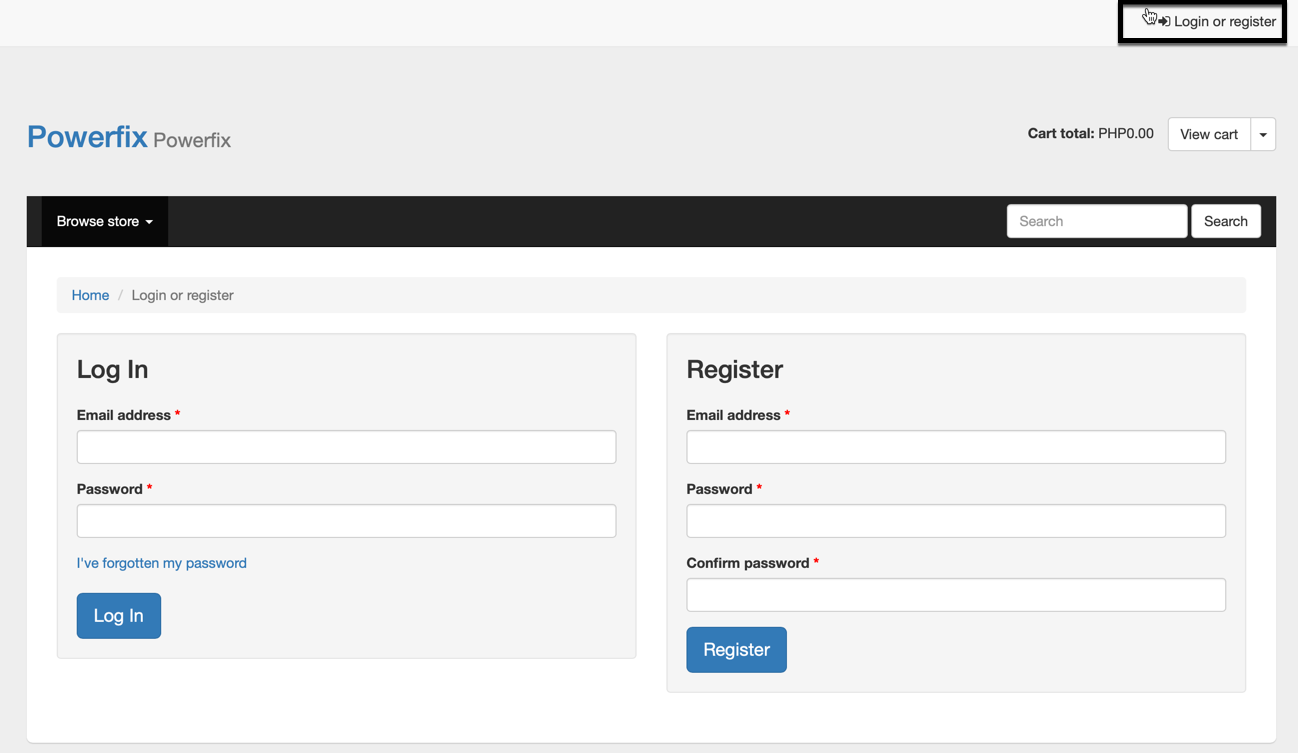 Login or register
Powerfix Powerfix
Cart total: PHP0.00 View cart
Browse store Search Search
Home / Login or register
Log In
Email address *
Password *
I've forgotten my password
Log In
Register
Email address *
Password *
Confirm password *
Register